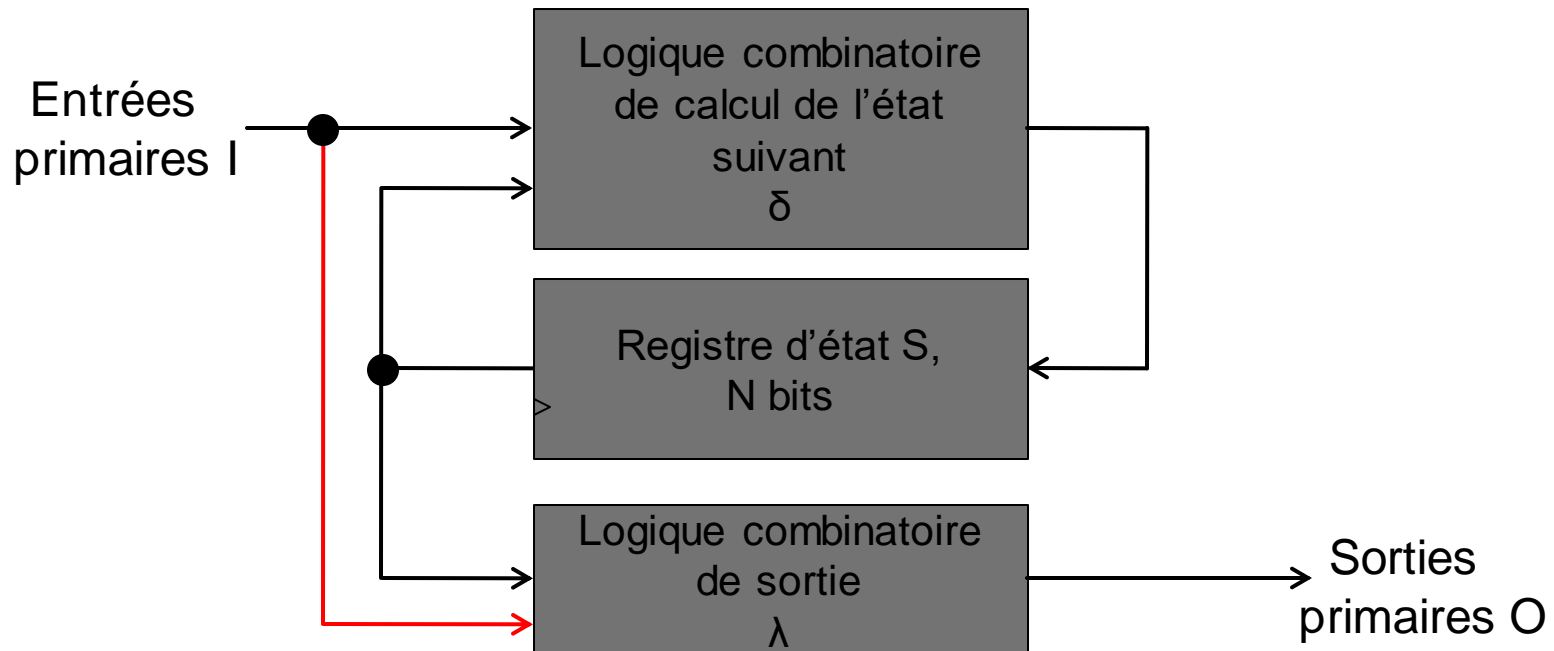 Entrées
primaires I
Logique combinatoire
de calcul de l’état
suivant
δ
Registre d’état S,
N bits
Logique combinatoire
de sortie
λ
Sorties
primaires O